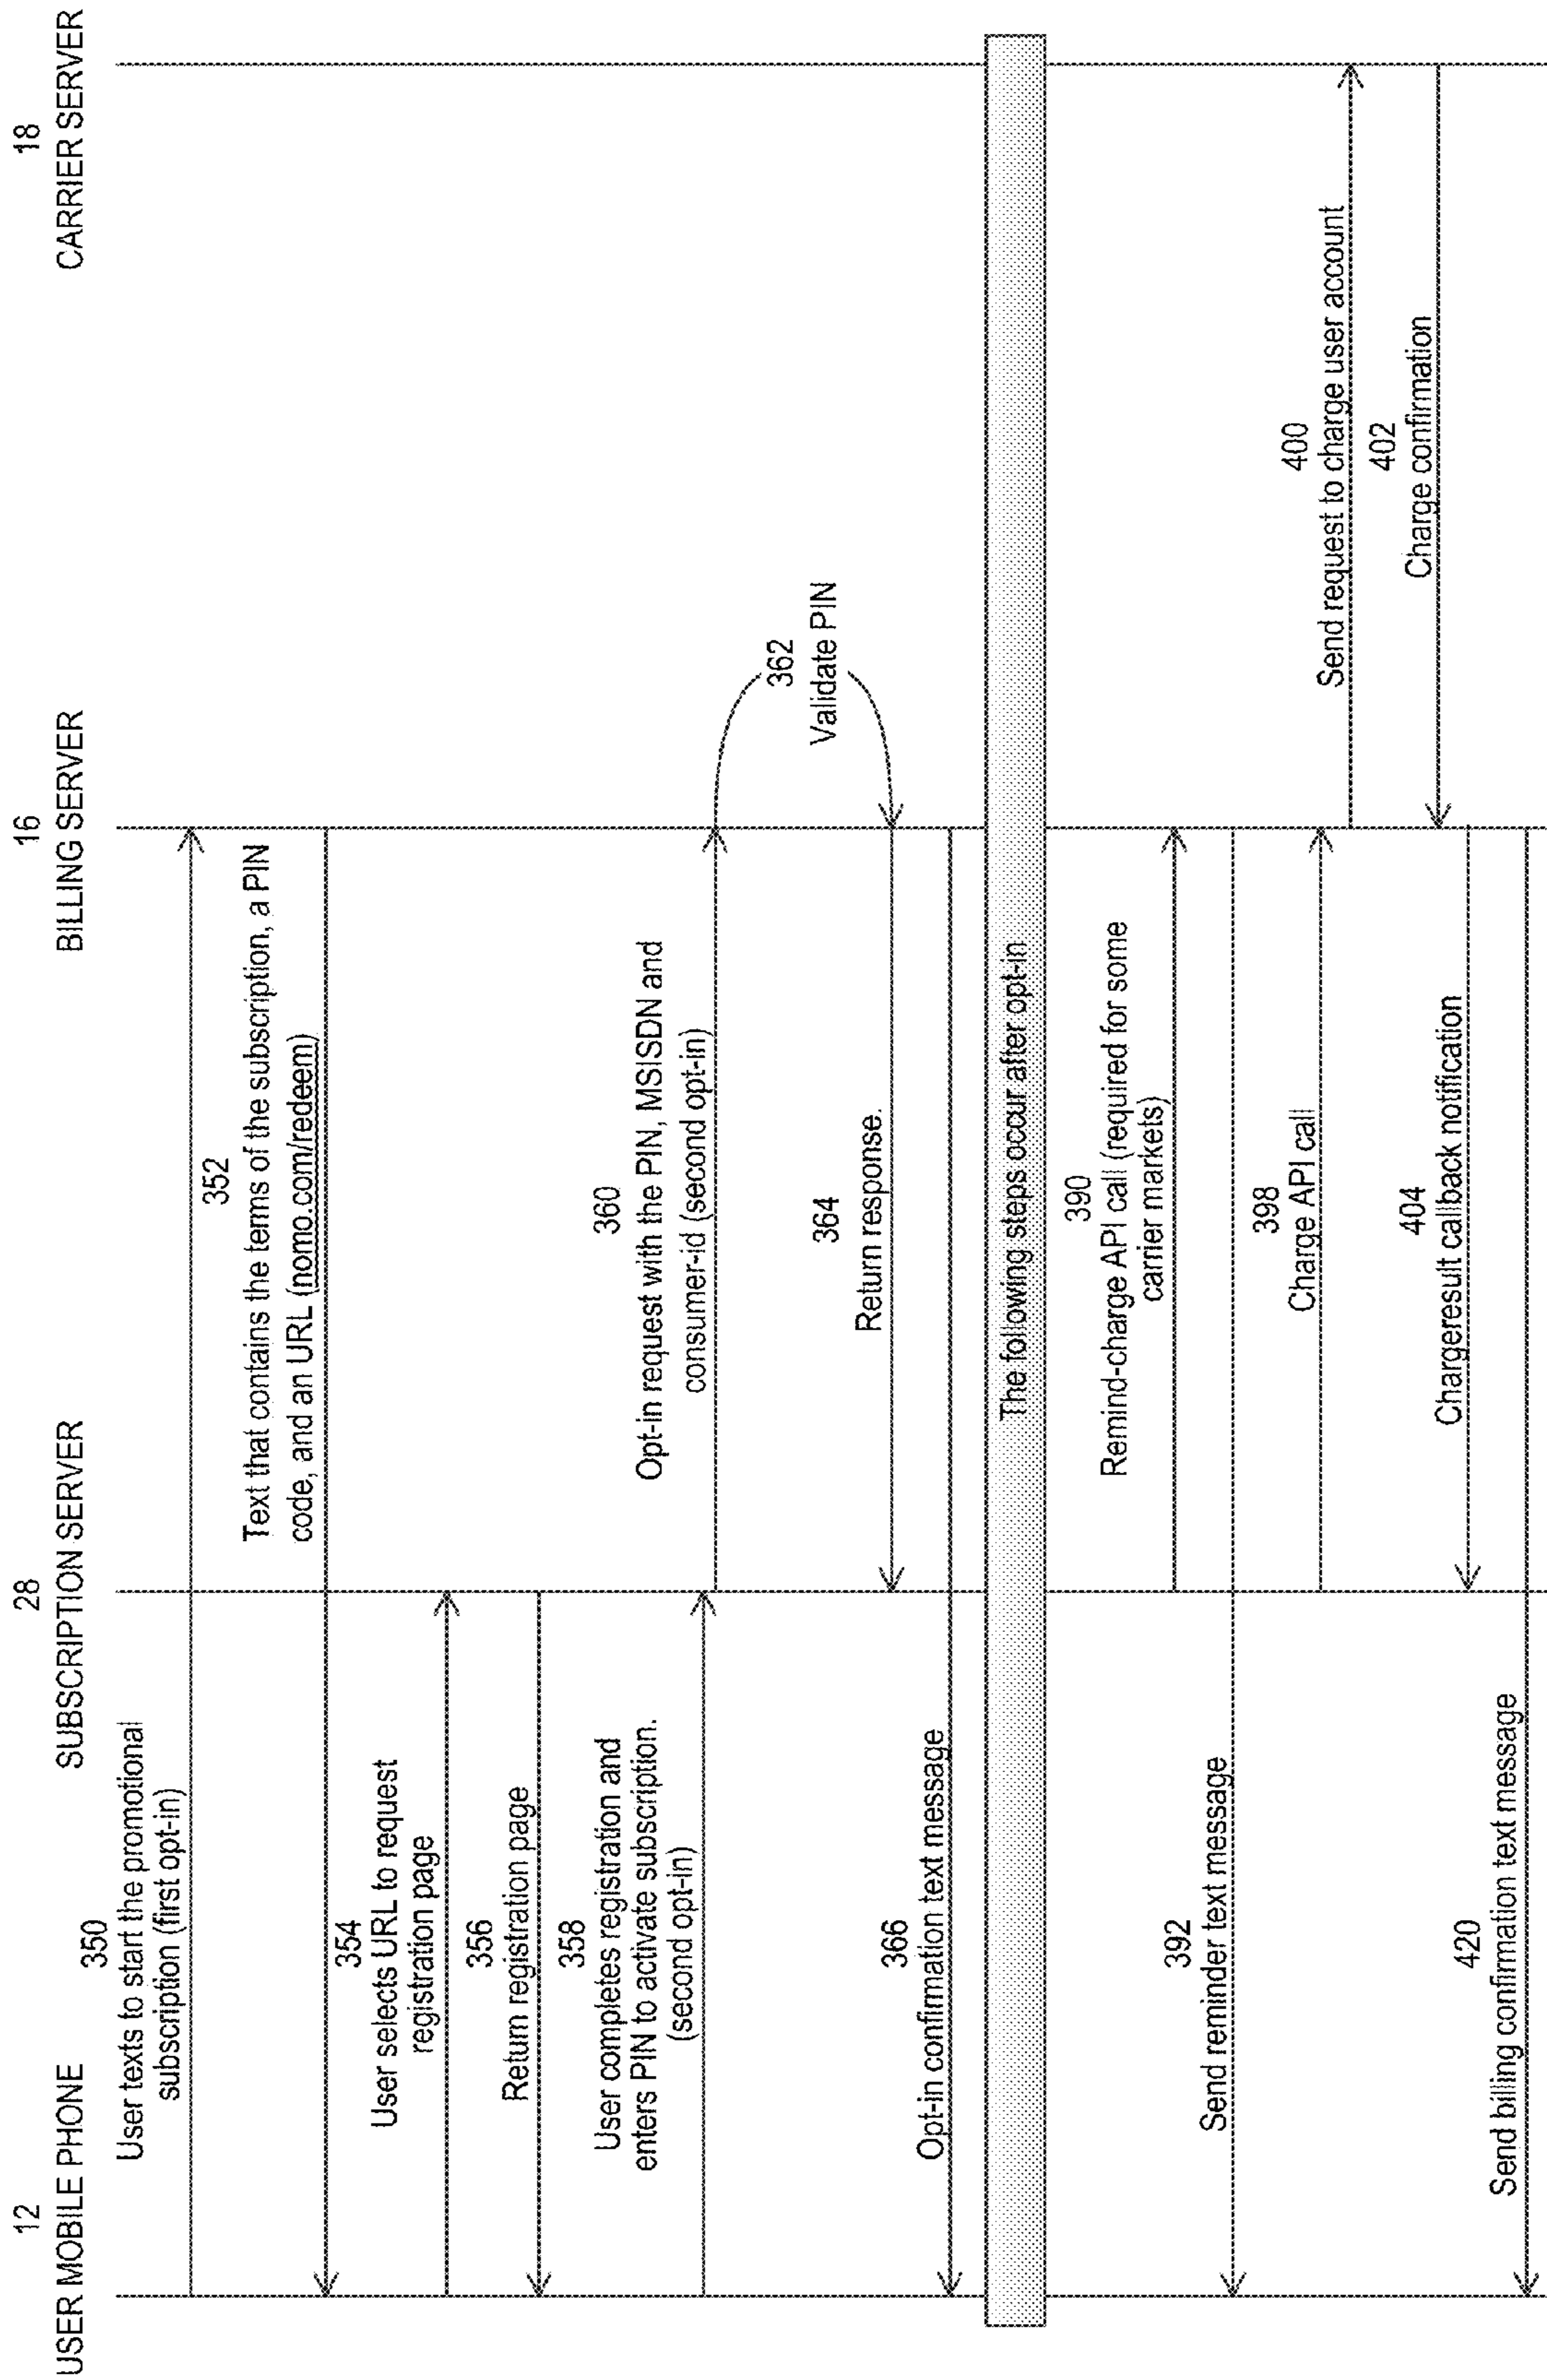 12
USER MOBILE PHONE
28
SUBSCRIPTION SERVER
16
BILLING SERVER
18
CARRIER SERVER
350
User texts to start the promotional
subscription (first opt-in)
352
Text that contains the terms of the subscription, a PIN
code, and an URL (nomo.com/redeem)
354
User selects URL to request
registration page
356
Return registration page
358
User completes registration and
enters PIN to activate subscription.
(second opt-in)
360
Opt-in request with the PIN, MSISDN and
consumer-id (second opt-in)
362
Validate PIN
364
Return response.
366
Opt-in confirmation text message
The following steps occur after opt-in
390
Remind-charge API call (required for some
carrier markets)
392
Send reminder text message
398
Charge API call
400
Send request to charge user account
402
Charge confirmation
404
Chargeresult callback notification
420
Send billing confirmation text message